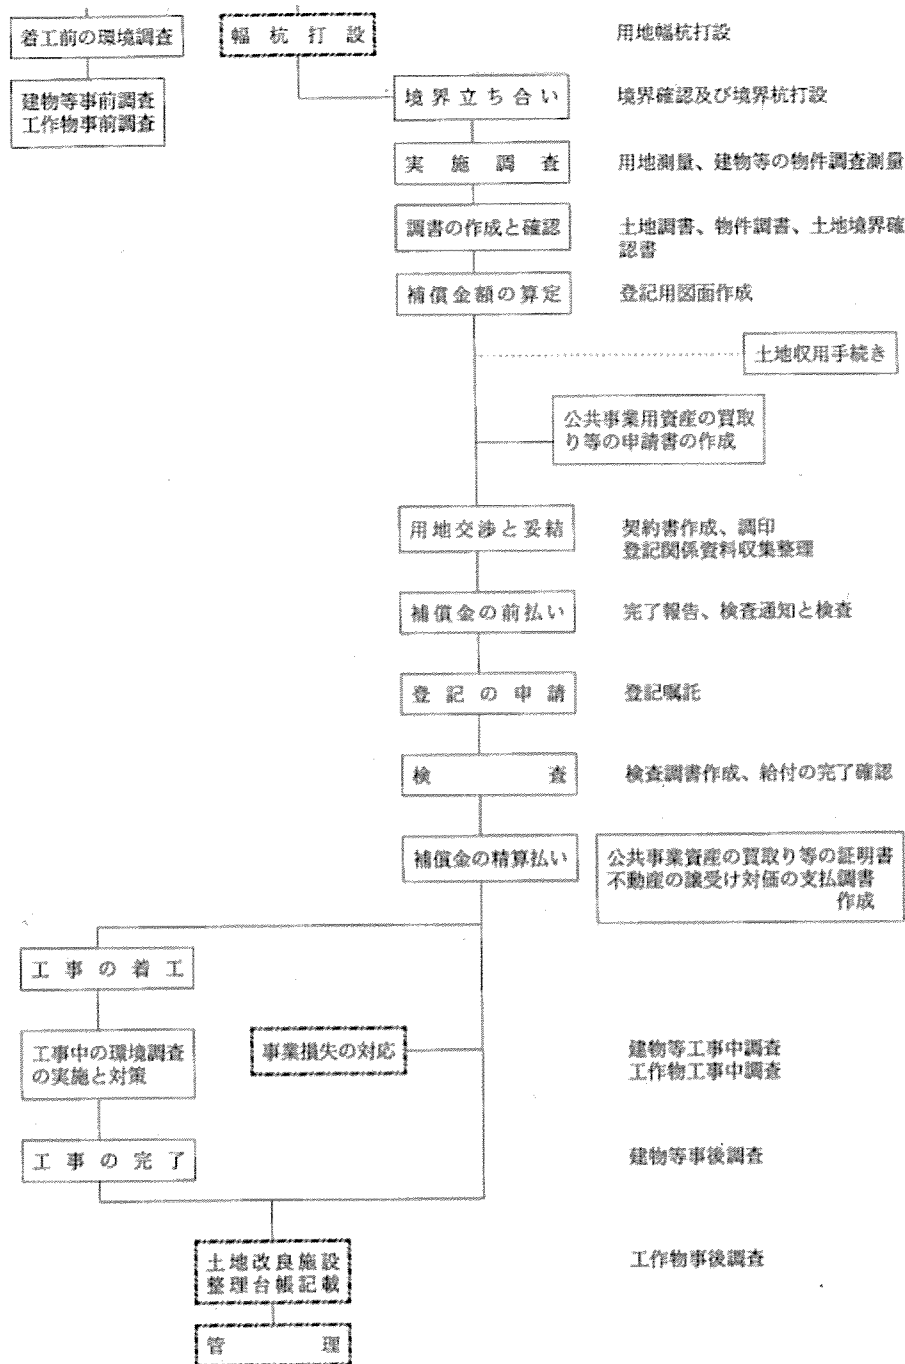 着工前の環境調査
幅杭打設
用地幅杭打設
建物等事前調査
工作物事前調査
境界立ち合い
境界確認及び境界杭打設
実施調査
用地測量、建物等の物件調査測量
調書の作成と確認
土地調書、物件調書、土地境界確
認書
補償金額の算定
登記用図面作成
土地収用手続き
公共事業用資産の買取
り等の申請書の作成
用地交渉と妥結
契約書作成、調印
登記関係資料収集整理
補償金の前払い
完了報告、検査通知と検査
登記の申請
登記嘱託
検査
検査調書作成、給付の完了確認
補償金の精算払い
公共事業資産の買取り等の証明書
不動産の譲受け対価の支払調書
作成
工事の着工
工事中の環境調査
の実施と対策
事業損失の対応
建物等工事中調査
工作物工事中調査
工事の完了
建物等事後調査
土地改良施設
整理台帳記載
工作物事後調査
管理